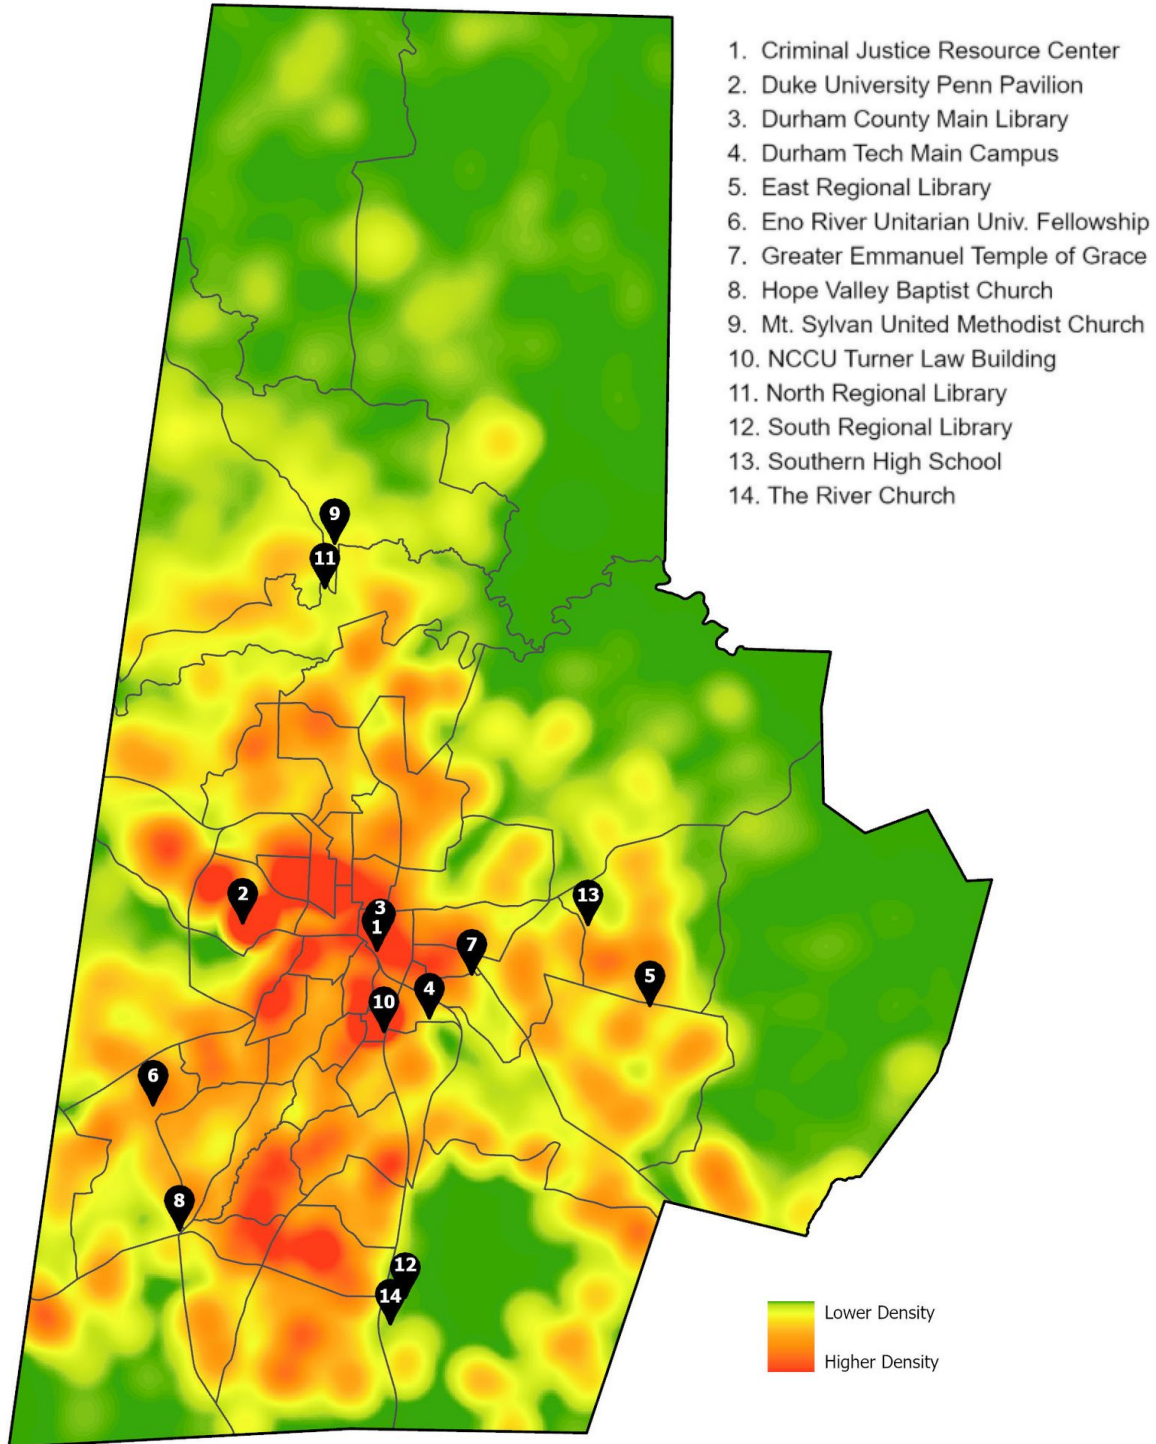 1. Criminal Justice Resource Center
2. Duke University Penn Pavilion
3. Durham County Main Library
4. Durham Tech Main Campus
5. East Regional Library
6. Eno River Unitarian Univ. Fellowship
7. Greater Emmanuel Temple of Grace
8. Hope Valley Baptist Church
9. Mt. Sylvan United Methodist Church
10. NCCU Turner Law Building
11. North Regional Library
12. South Regional Library
13. Southern High School
14. The River Church
9
11
2
3
1
13
7
5
4
10
6
8
12
14
Lower Density
Higher Density